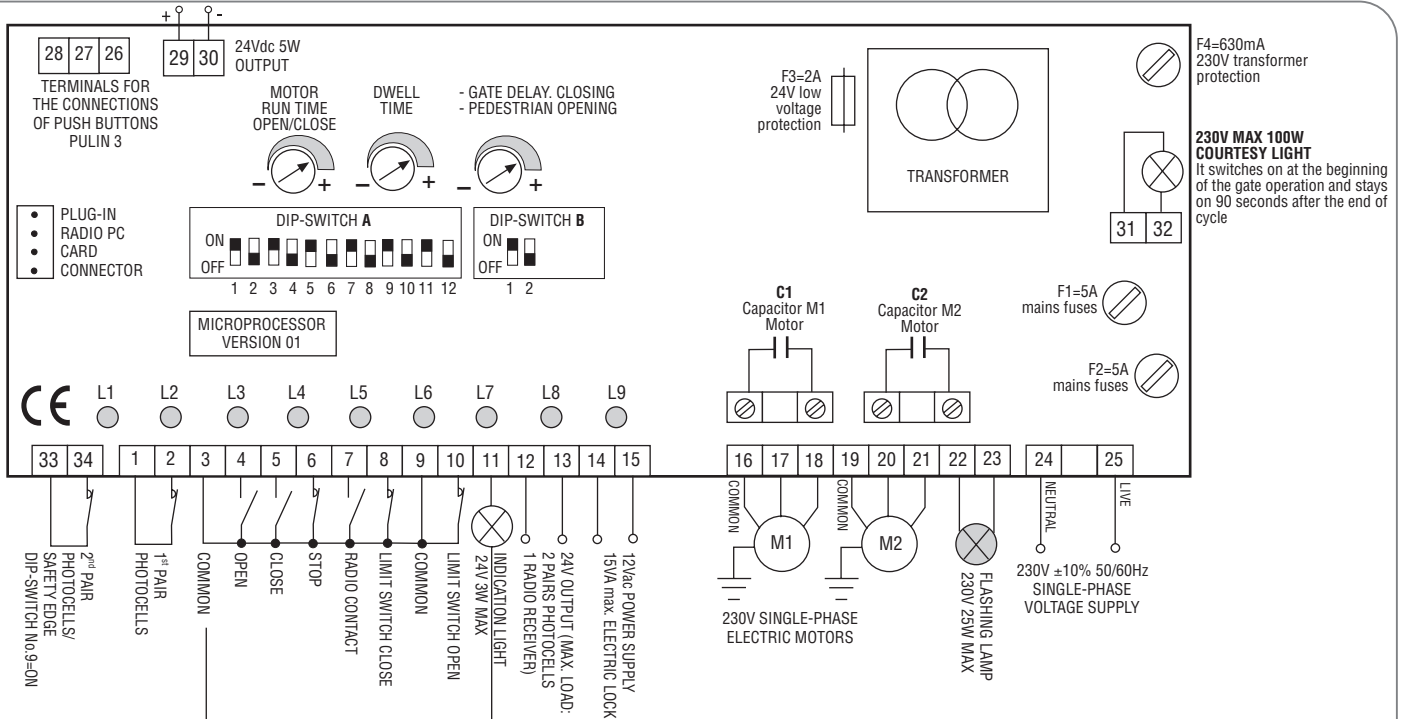 + -
28 27 26
29 30
24Vdc 5W
OUTPUT
TERMINALS FOR
THE CONNECTIONS
OF PUSH BUTTONS
PULIN 3
MOTOR
RUN TIME
OPEN/CLOSE
DWELL
TIME
- GATE DELAY. CLOSING
- PEDESTRIAN OPENING
– +
– +
– +
F3=2A
24V low
voltage
protection
TRANSFORMER
F4=630mA
230V transformer
protection
230V MAX 100W
COURTESY LIGHT
It switches on at the beginning
of the gate operation and stays
on 90 seconds after the end of
cycle
31 32
PLUG-IN
RADIO PC
CARD
CONNECTOR
DIP-SWITCH A
ON
OFF
1 2 3 4 5 6 7 8 9 10 11 12
DIP-SWITCH B
ON
OFF
1 2
MICROPROCESSOR
VERSION 01
C1
Capacitor M1
Motor
C2
Capacitor M2
Motor
F1=5A
mains fuses
F2=5A
mains fuses
CE
L1 L2 L3 L4 L5 L6 L7 L8 L9
33 34 1 2 3 4 5 6 7 8 9 10 11 12 13 14 15
16 17 18 19 20 21 22 23 24 25
2nd PAIR
PHOTOCELLS/
SAFETY EDGE
DIP-SWITCH No.9=ON
1st PAIR
PHOTOCELLS
COMMON
OPEN
CLOSE
STOP
RADIO CONTACT
LIMIT SWITCH CLOSE
COMMON
LIMIT SWITCH OPEN
INDICATION LIGHT
24V 3W MAX
24V OUTPUT (MAX. LOAD:
2 PAIRS PHOTOCELLS
1 RADIO RECEIVER)
12Vac POWER SUPPLY
15VA max. ELECTRIC LOCK
COMMON
M1
COMMON
M2
230V SINGLE-PHASE
ELECTRIC MOTORS
FLASHING LAMP
230V 25W MAX
NEUTRAL
LIVE
230V ±10% 50/60Hz
SINGLE-PHASE
VOLTAGE SUPPLY